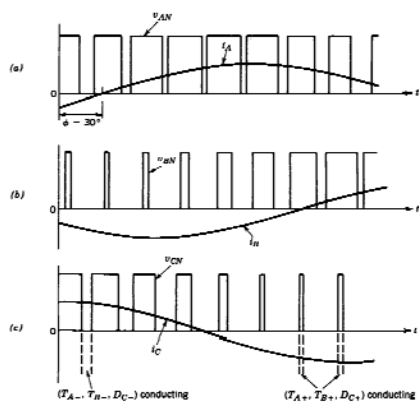 v_AN
i_A
(a)
0
t
ϕ − 30°
v_BN
(b)
0
t
i_B
v_CN
(c)
0
t
i_C
(T_A−, T_B−, D_C−) conducting
(T_A+, T_B+, D_C+) conducting